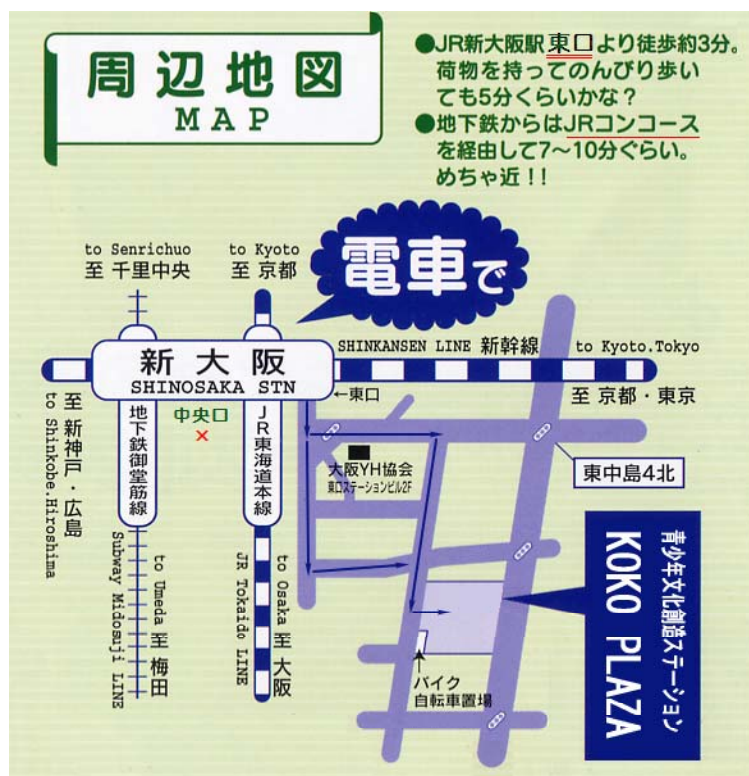 周辺地図
MAP
●JR新大阪駅 東口 より徒歩約3分。
荷物を持ってのんびり歩い
ても5分くらいかな？
●地下鉄からはJRコンコース
を経由して7〜10分ぐらい。
めちゃ近！！
to Senrichuo
至 千里中央
to Kyoto
至 京都
電車で
新大阪
SHINOSAKA STN
SHINKANSEN LINE 新幹線
to Kyoto.Tokyo
至 京都・東京
←東口
中央口
×
至 新神戸・広島
to Shinkobe.Hiroshima
地下鉄御堂筋線
JR東海道本線
大阪YH協会
東口ステーションビル2F
東中島4北
to Umeda 至 梅田
Subway Midosuji LINE
to Osaka 至 大阪
JR Tokaido LINE
青少年文化創造ステーション
KOKO PLAZA
バイク
自転車置場